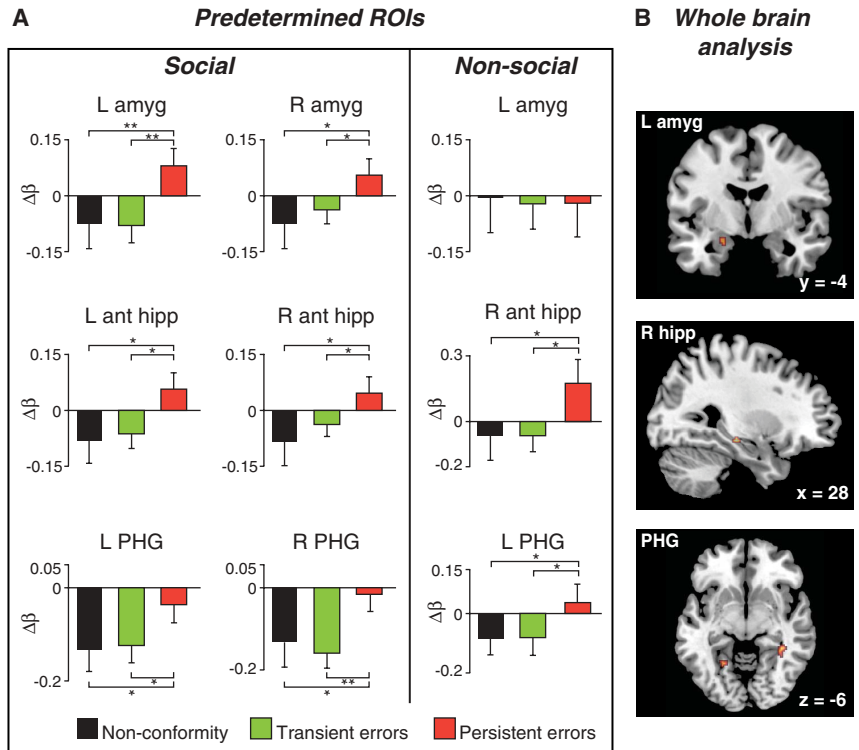 A
Predetermined ROIs
Social
Non-social
L amyg
R amyg
L amyg
0.15
0
-0.15
Δβ
**
**
0.15
0
-0.15
*
*
0.15
0
-0.15
Δβ
L ant hipp
R ant hipp
R ant hipp
0.15
0
-0.15
Δβ
*
*
0.15
0
-0.15
*
*
0.3
0
-0.2
Δβ
*
*
L PHG
R PHG
L PHG
0.05
0
-0.2
Δβ
*
*
0.05
0
-0.2
**
*
0.15
0
-0.2
Δβ
*
*
Non-conformity
Transient errors
Persistent errors
B
Whole brain
analysis
L amyg
y = -4
R hipp
x = 28
PHG
z = -6